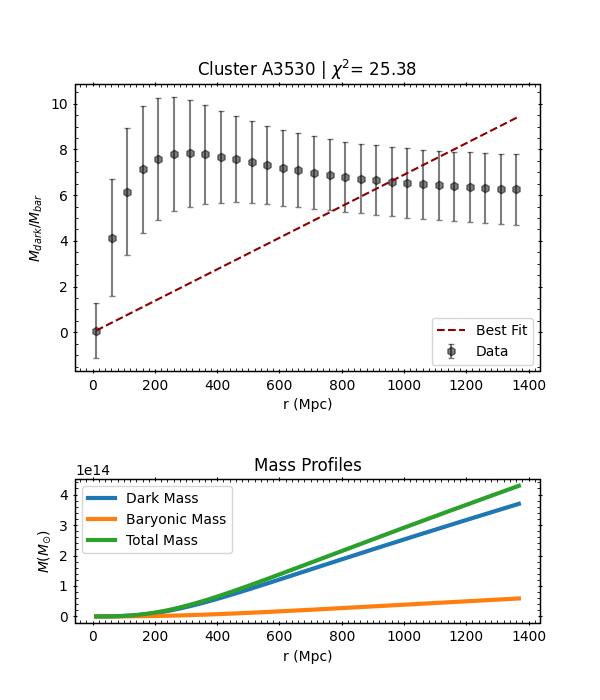 Cluster A3530 | χ²= 25.38
10
8
6
4
2
0
M_dark/M_bar
Best Fit
Data
0 200 400 600 800 1000 1200 1400
r (Mpc)
Mass Profiles
1e14
4
3
2
1
0
M(M_⊙)
Dark Mass
Baryonic Mass
Total Mass
0 200 400 600 800 1000 1200 1400
r (Mpc)